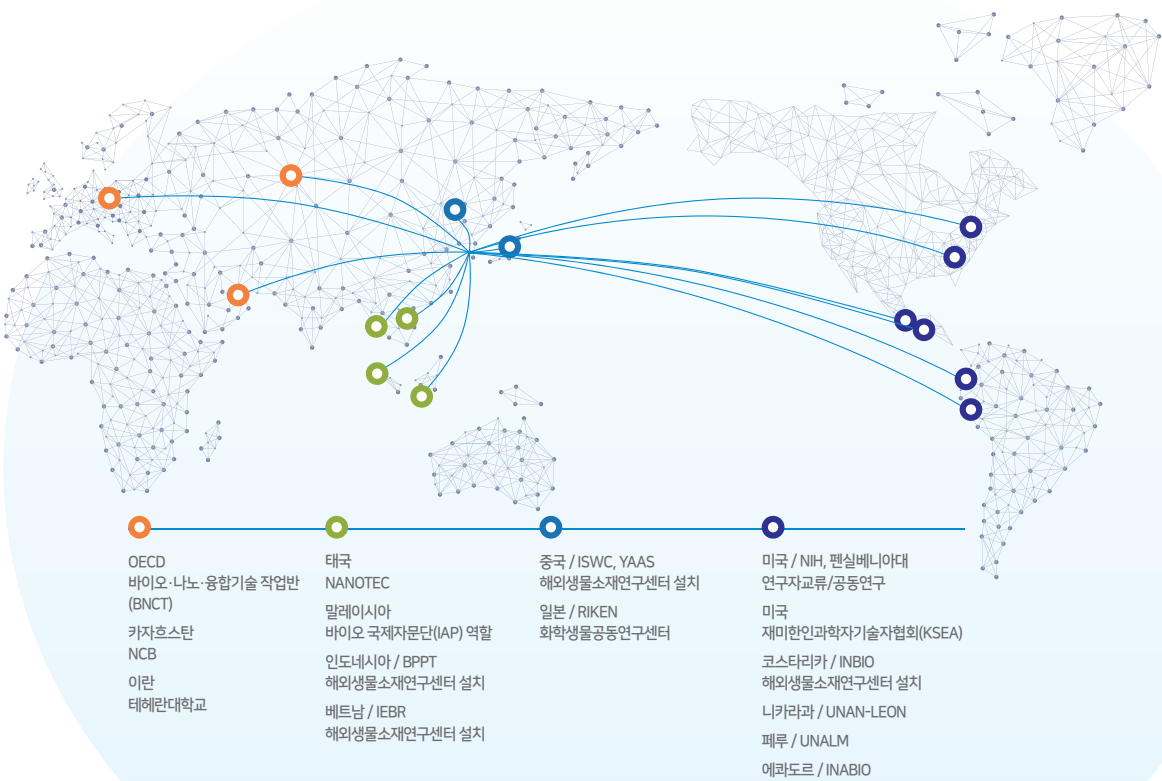 OECD
바이오·나노·융합기술 작업반
(BNCT)
카자흐스탄
NCB
이란
테헤란대학교
태국
NANOTEC
말레이시아
바이오 국제자문단(IAP) 역할
인도네시아 / BPPT
해외생물소재연구센터 설치
베트남 / IEBR
해외생물소재연구센터 설치
중국 / ISWC, YAAS
해외생물소재연구센터 설치
일본 / RIKEN
화학생물공동연구센터
미국 / NIH, 펜실베니아대
연구자교류/공동연구
미국
재미한인과학자기술자협회(KSEA)
코스타리카 / INBIO
해외생물소재연구센터 설치
니카라과 / UNAN-LEON
페루 / UNALM
에콰도르 / INABIO